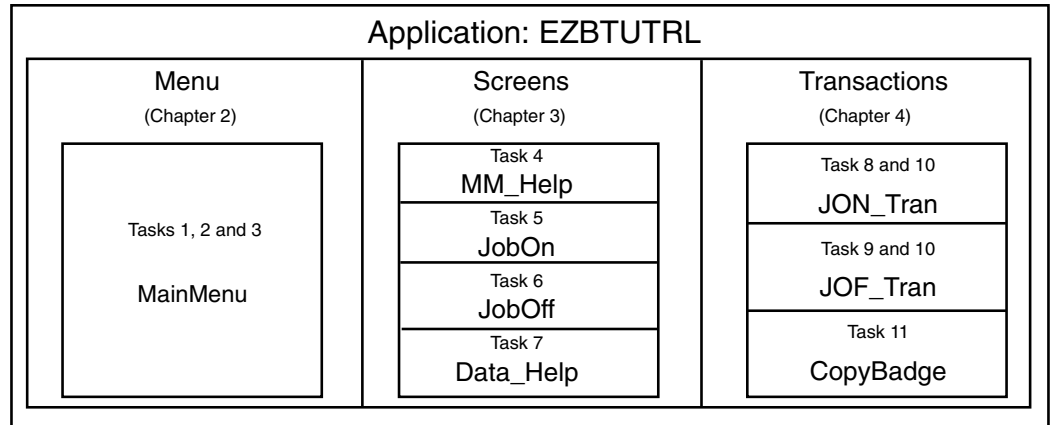 Application: EZBTUTRL
Menu
(Chapter 2)
Tasks 1, 2 and 3
MainMenu
Screens
(Chapter 3)
Task 4
MM_Help
Task 5
JobOn
Task 6
JobOff
Task 7
Data_Help
Transactions
(Chapter 4)
Task 8 and 10
JON_Tran
Task 9 and 10
JOF_Tran
Task 11
CopyBadge